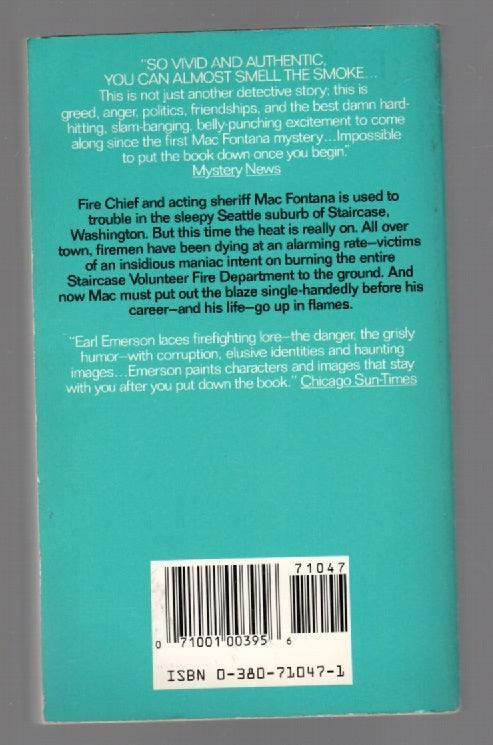 "SO VIVID AND AUTHENTIC,
YOU CAN ALMOST SMELL THE SMOKE...
This is not just another detective story; this is
greed, anger, politics, friendships, and the best damn hard-
hitting, slam-banging, belly-punching excitement to come
along since the first Mac Fontana mystery...Impossible
to put the book down once you begin."
Mystery News
Fire Chief and acting sheriff Mac Fontana is used to
trouble in the sleepy Seattle suburb of Staircase,
Washington. But this time the heat is really on. All over
town, firemen have been dying at an alarming rate—victims
of an insidious maniac intent on burning the entire
Staircase Volunteer Fire Department to the ground. And
now Mac must put out the blaze single-handedly before his
career—and his life—go up in flames.
"Earl Emerson laces firefighting lore—the danger, the grisly
humor—with corruption, elusive identities and haunting
images...Emerson paints characters and images that stay
with you after you put down the book." Chicago Sun-Times
71047
0 71001 00395 6
ISBN 0-380-71047-1